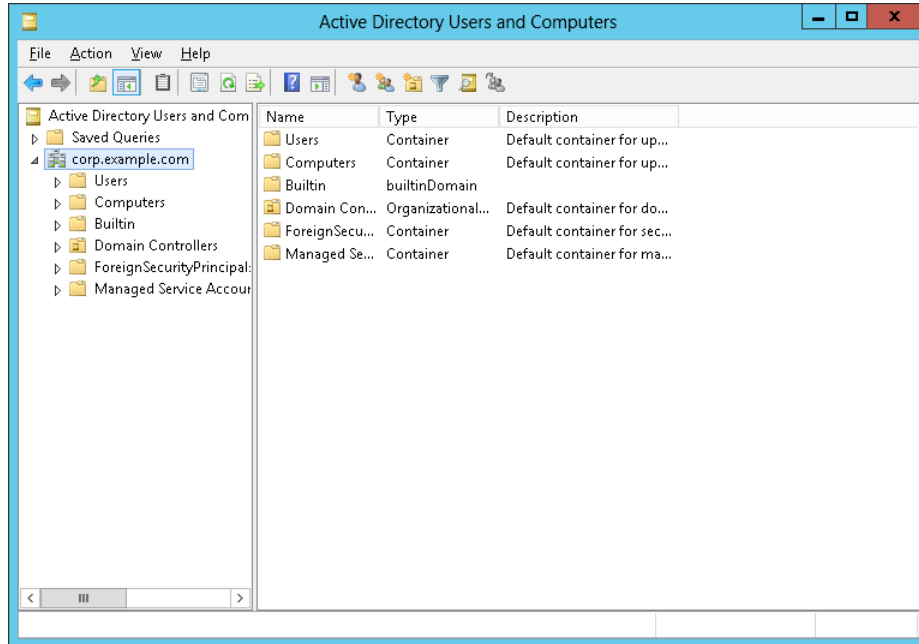 Active Directory Users and Computers
File Action View Help
Active Directory Users and Com
Saved Queries
corp.example.com
Users
Computers
Builtin
Domain Controllers
ForeignSecurityPrincipal:
Managed Service Accour
Name Type Description
Users Container Default container for up...
Computers Container Default container for up...
Builtin builtinDomain
Domain Con... Organizational... Default container for do...
ForeignSecu... Container Default container for sec...
Managed Se... Container Default container for ma...